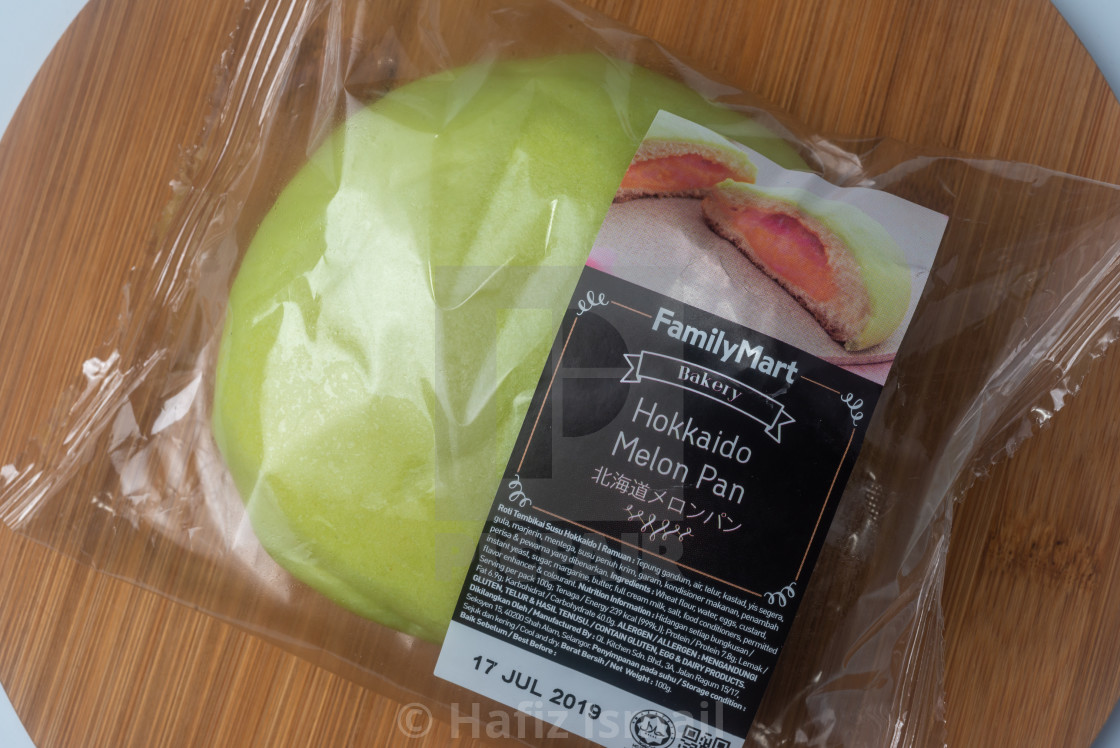 FamilyMart
Bakery
Hokkaido
Melon Pan
北海道メロンパン
Roti Tembikai Susu Hokkaido | Ramuan : Tepung gandum, air, telur, kastad, yis segera,
gula, marjerin, mentega, susu penuh krim, garam, kondisioner makanan, penambah
perisa & pewarna yang dibenarkan. Ingredients : Wheat flour, water, eggs, custard,
instant yeast, sugar, margarine, butter, full cream milk, salt, food conditioners, permitted
flavor enhancer & colourant. Nutrition Information : Hidangan setiap bungkusan /
Serving per pack 100g; Tenaga / Energy 239 kcal (999kJ); Protein / Protein 7.8g; Lemak /
Fat 6.9g; Karbohidrat / Carbohydrate 40.0g. ALERGEN / ALLERGEN : MENGANDUNGI
GLUTEN, TELUR & HASIL TENUSU. / CONTAIN GLUTEN, EGG & DAIRY PRODUCTS.
Dikilangkan Oleh / Manufactured By : QL Kitchen Sdn. Bhd., 3A, Jalan Ragum 15/17,
Seksyen 15, 40200 Shah Alam, Selangor. Penyimpanan pada suhu / Storage condition :
Sejuk dan kering / Cool and dry. Berat Bersih / Net. Weight : 100g.
Baik Sebelum / Best Before :
17 JUL 2019
© Hafiz Ismail